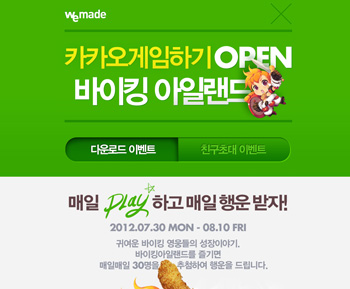 wemade
카카오게임하기 OPEN
바이킹 아일랜드
다운로드 이벤트 친구초대 이벤트
매일 play 하고 매일 행운 받자!
2012.07.30 MON - 08.10 FRI
귀여운 바이킹 영웅들의 성장이야기,
바이킹아일랜드를 즐기면
매일매일 30명을 추첨하여 행운을 드립니다.